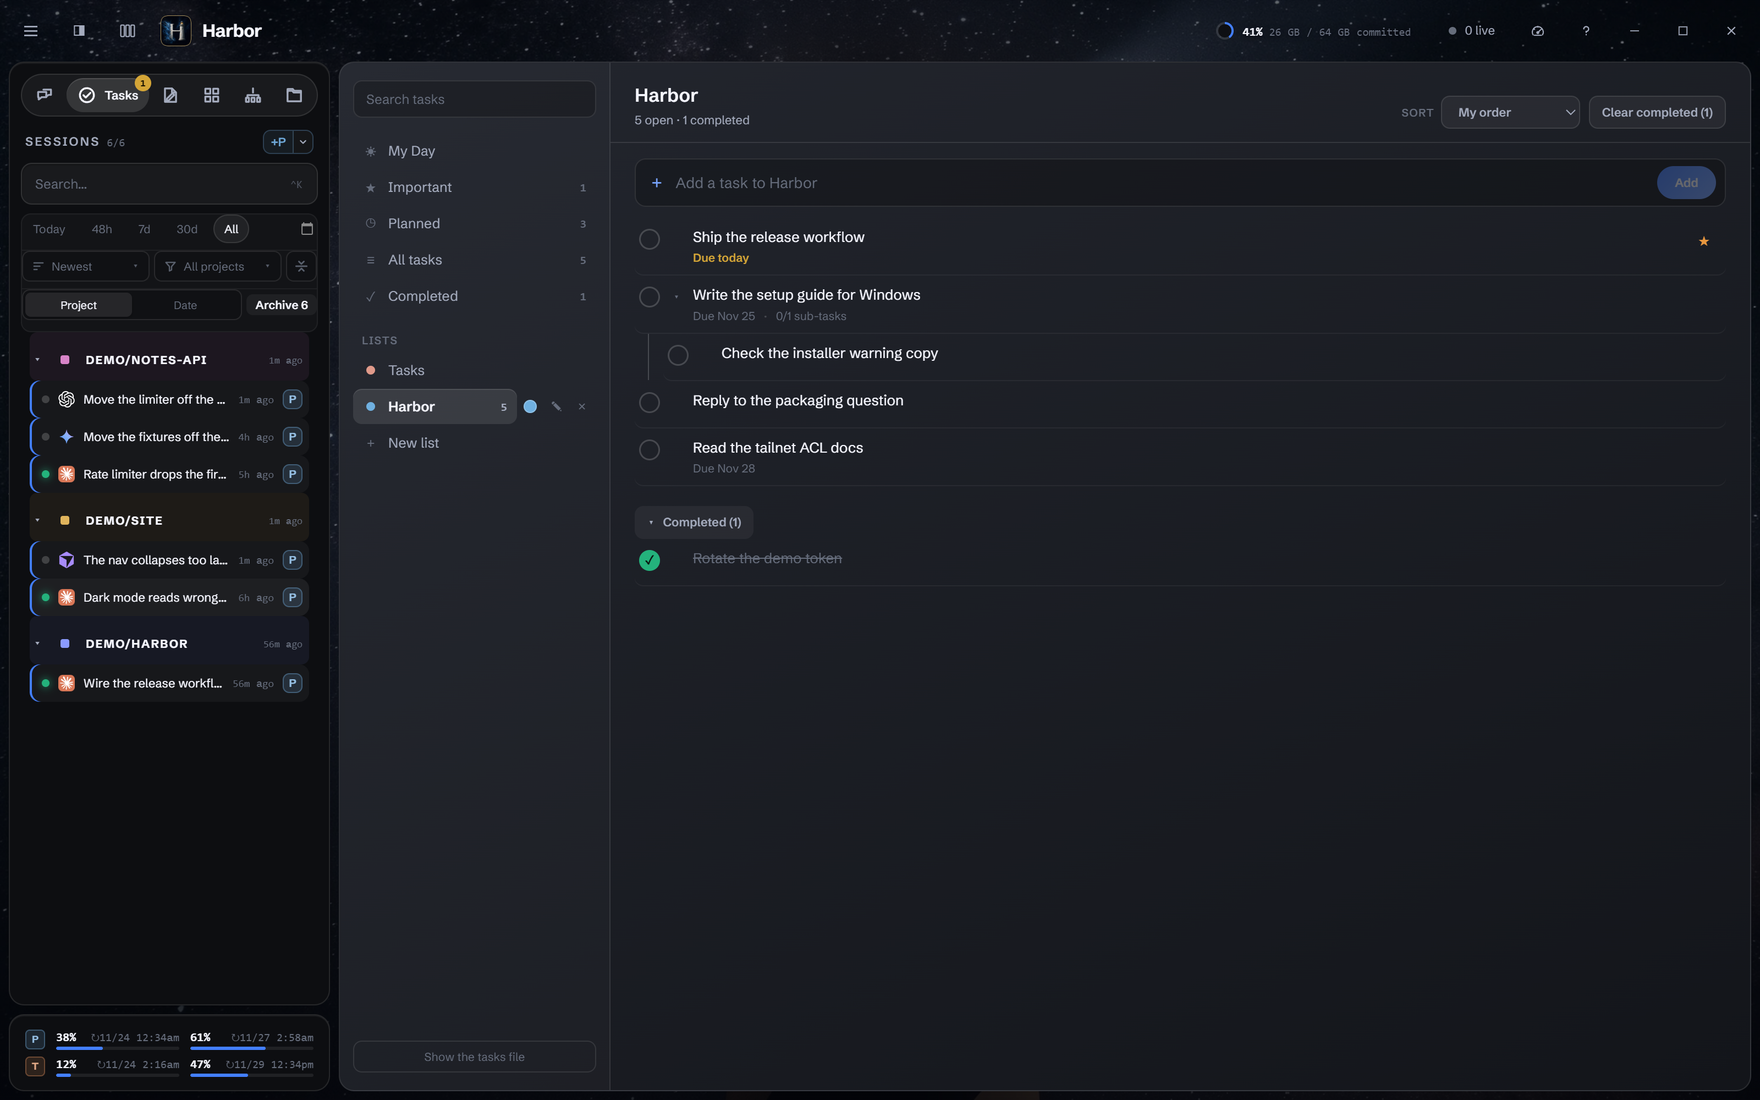 Harbor
41% 26 GB / 64 GB committed
0 live
?
Tasks
1
SESSIONS 6/6
+P
Search...
^K
Today 48h 7d 30d All
Newest
All projects
Project Date Archive 6
DEMO/NOTES-API 1m ago
Move the limiter off the ... 1m ago P
Move the fixtures off the... 4h ago P
Rate limiter drops the fir... 5h ago P
DEMO/SITE 1m ago
The nav collapses too la... 1m ago P
Dark mode reads wrong... 6h ago P
DEMO/HARBOR 56m ago
Wire the release workfl... 56m ago P
P 38% ↻11/24 12:34am 61% ↻11/27 2:58am
T 12% ↻11/24 2:16am 47% ↻11/29 12:34pm
Search tasks
My Day
Important 1
Planned 3
All tasks 5
Completed 1
LISTS
Tasks
Harbor 5
New list
Show the tasks file
Harbor
5 open · 1 completed
SORT My order
Clear completed (1)
Add a task to Harbor
Add
Ship the release workflow
Due today
Write the setup guide for Windows
Due Nov 25 · 0/1 sub-tasks
Check the installer warning copy
Reply to the packaging question
Read the tailnet ACL docs
Due Nov 28
Completed (1)
Rotate the demo token